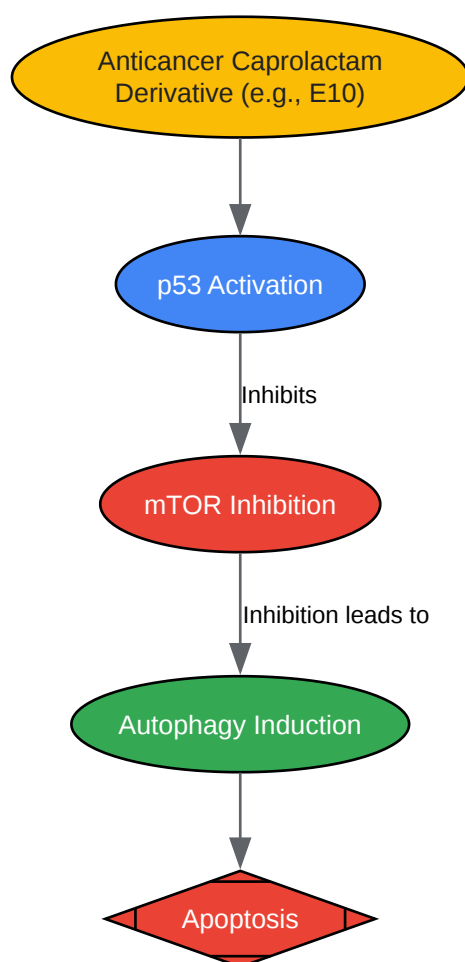 Anticancer Caprolactam
Derivative (e.g., E10)
p53 Activation
Inhibits
mTOR Inhibition
Inhibition leads to
Autophagy Induction
Apoptosis